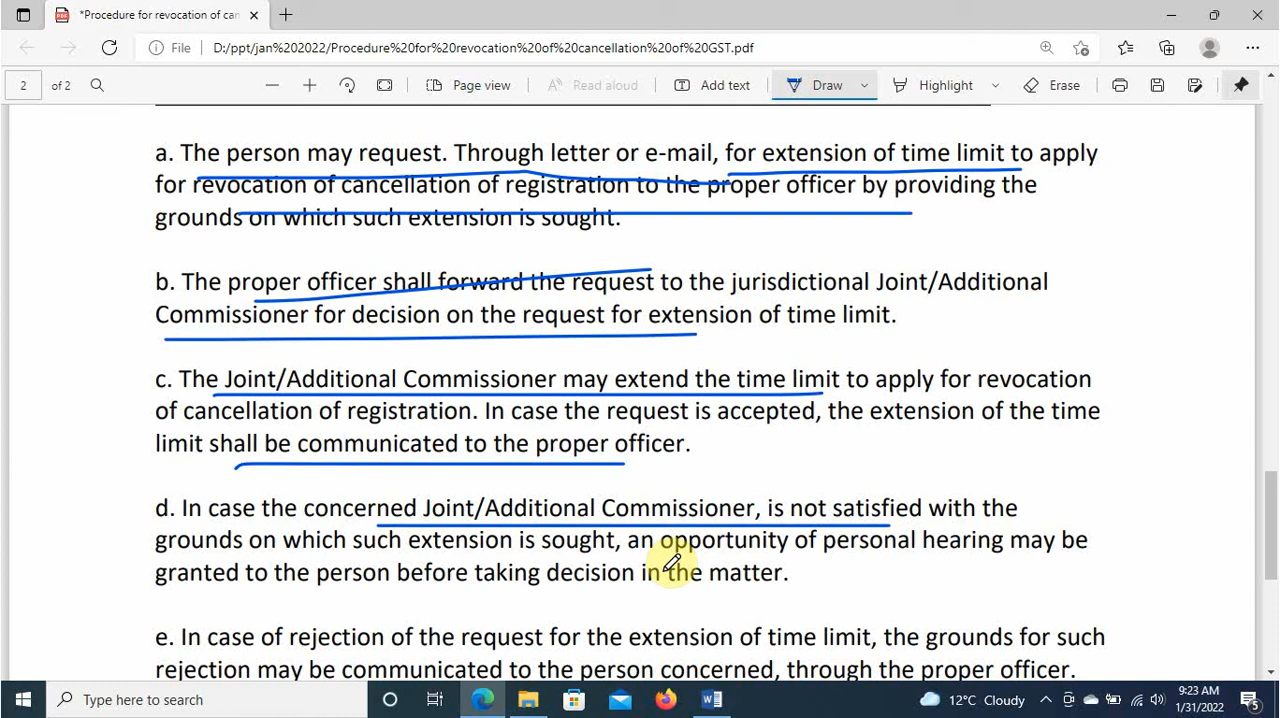 *Procedure for revocation of can
File
D:/ppt/jan%202022/Procedure%20for%20revocation%20of%20cancellation%20of%20GST.pdf
2 of 2
Page view
Read aloud
Add text
Draw
Highlight
Erase
a. The person may request. Through letter or e-mail, for extension of time limit to apply
for revocation of cancellation of registration to the proper officer by providing the
grounds on which such extension is sought.
b. The proper officer shall forward the request to the jurisdictional Joint/Additional
Commissioner for decision on the request for extension of time limit.
c. The Joint/Additional Commissioner may extend the time limit to apply for revocation
of cancellation of registration. In case the request is accepted, the extension of the time
limit shall be communicated to the proper officer.
d. In case the concerned Joint/Additional Commissioner, is not satisfied with the
grounds on which such extension is sought, an opportunity of personal hearing may be
granted to the person before taking decision in the matter.
e. In case of rejection of the request for the extension of time limit, the grounds for such
rejection may be communicated to the person concerned, through the proper officer.
Type here to search
12°C Cloudy
9:23 AM
1/31/2022
5